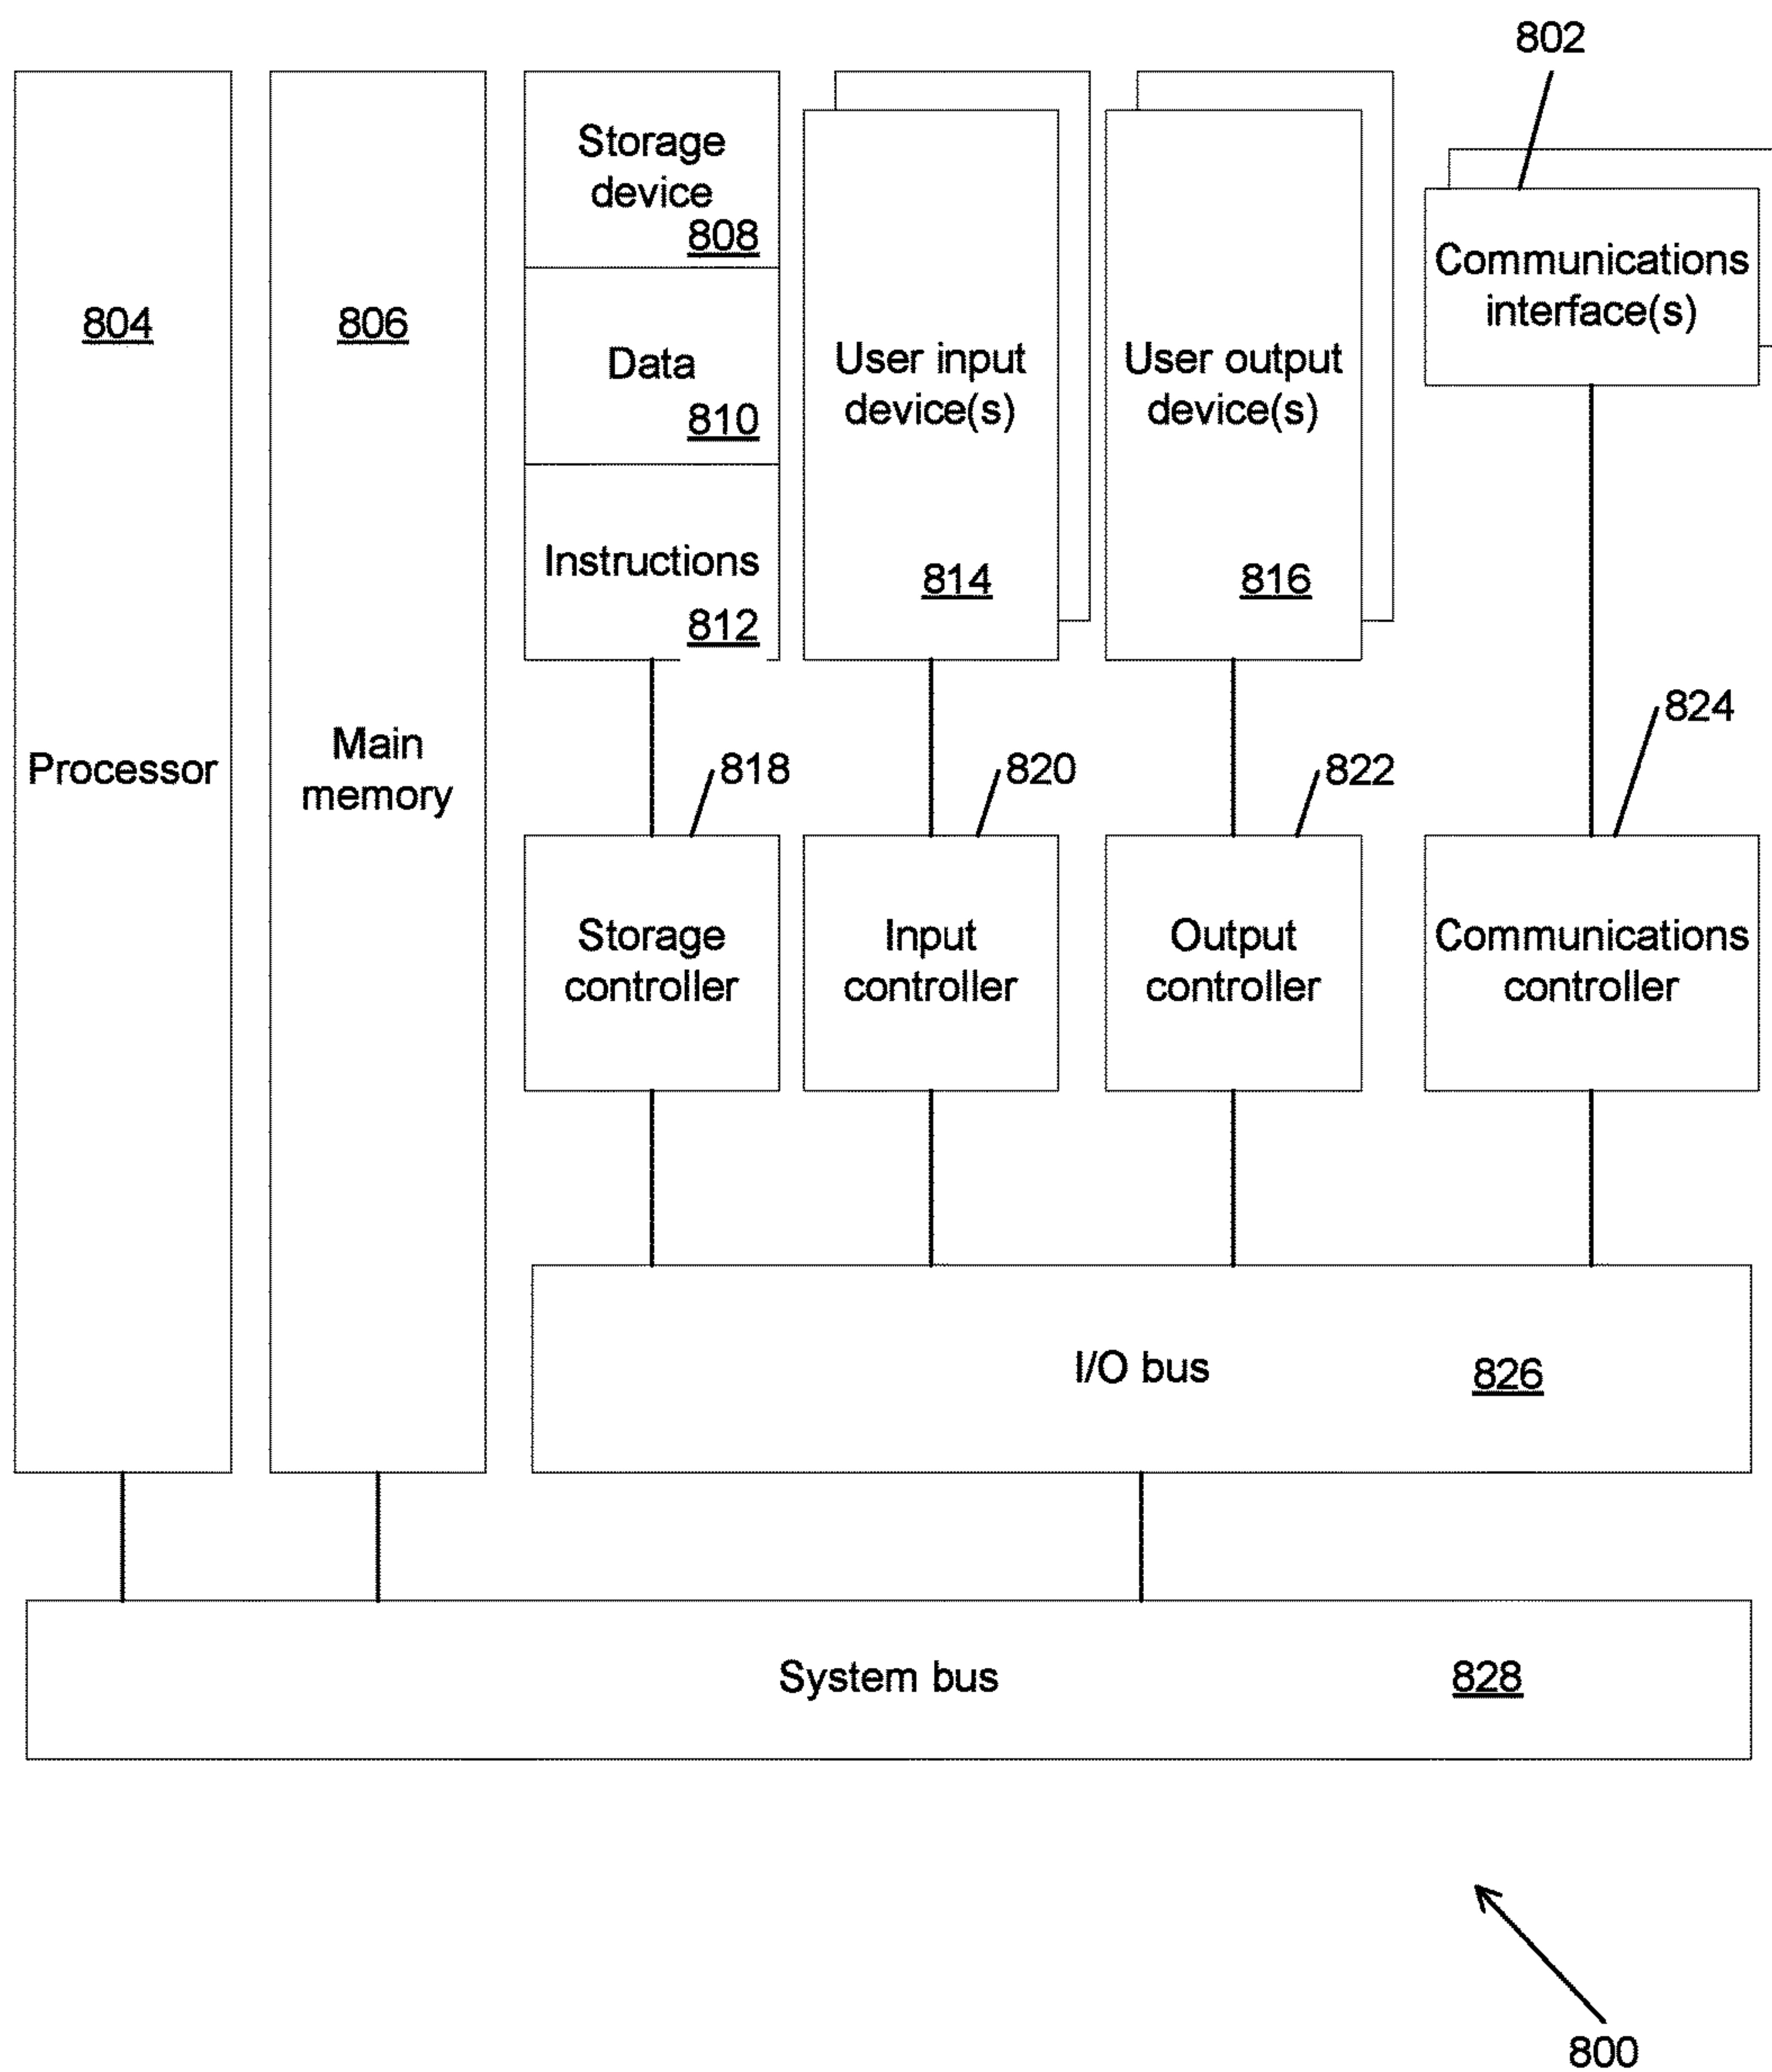 802
Storage
device
808
Communications
interface(s)
804
806
Data
810
User input
device(s)
User output
device(s)
Instructions
812
814
816
824
Processor
Main
memory
818
820
822
Storage
controller
Input
controller
Output
controller
Communications
controller
I/O bus
826
System bus
828
800